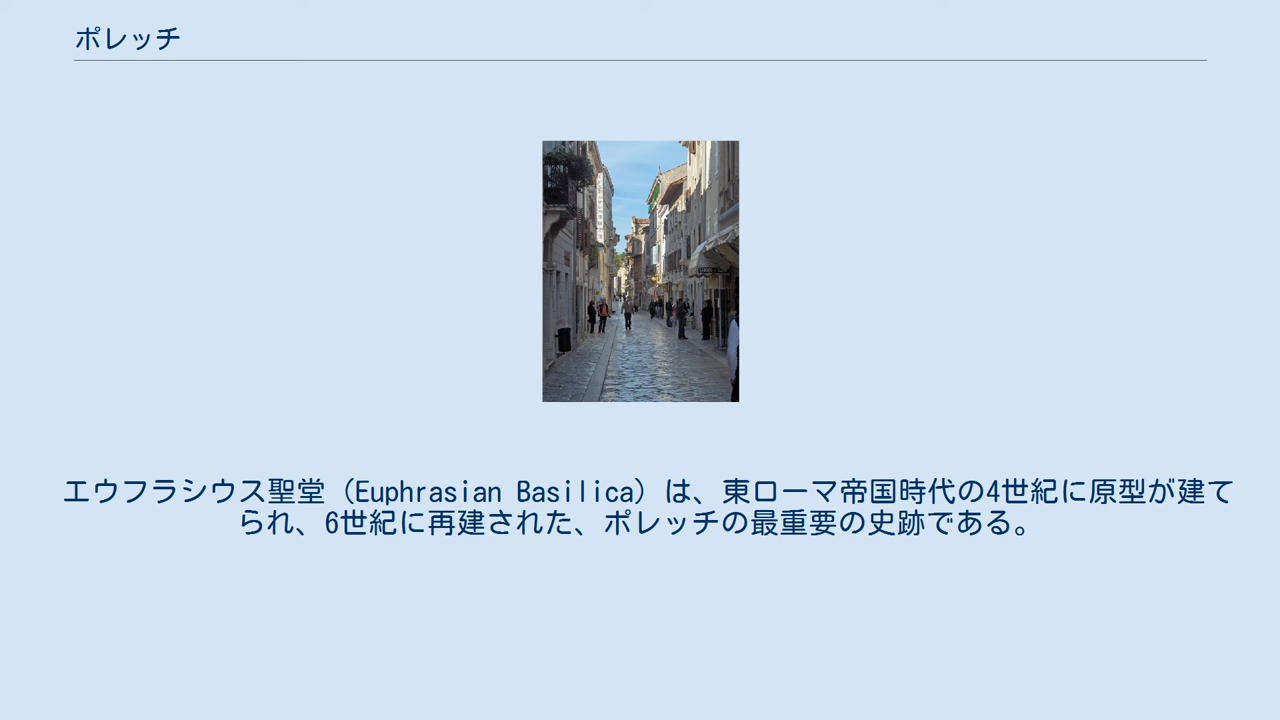 ポレッチ
エウフラシウス聖堂（Euphrasian Basilica）は、東ローマ帝国時代の4世紀に原型が建て
られ、6世紀に再建された、ポレッチの最重要の史跡である。